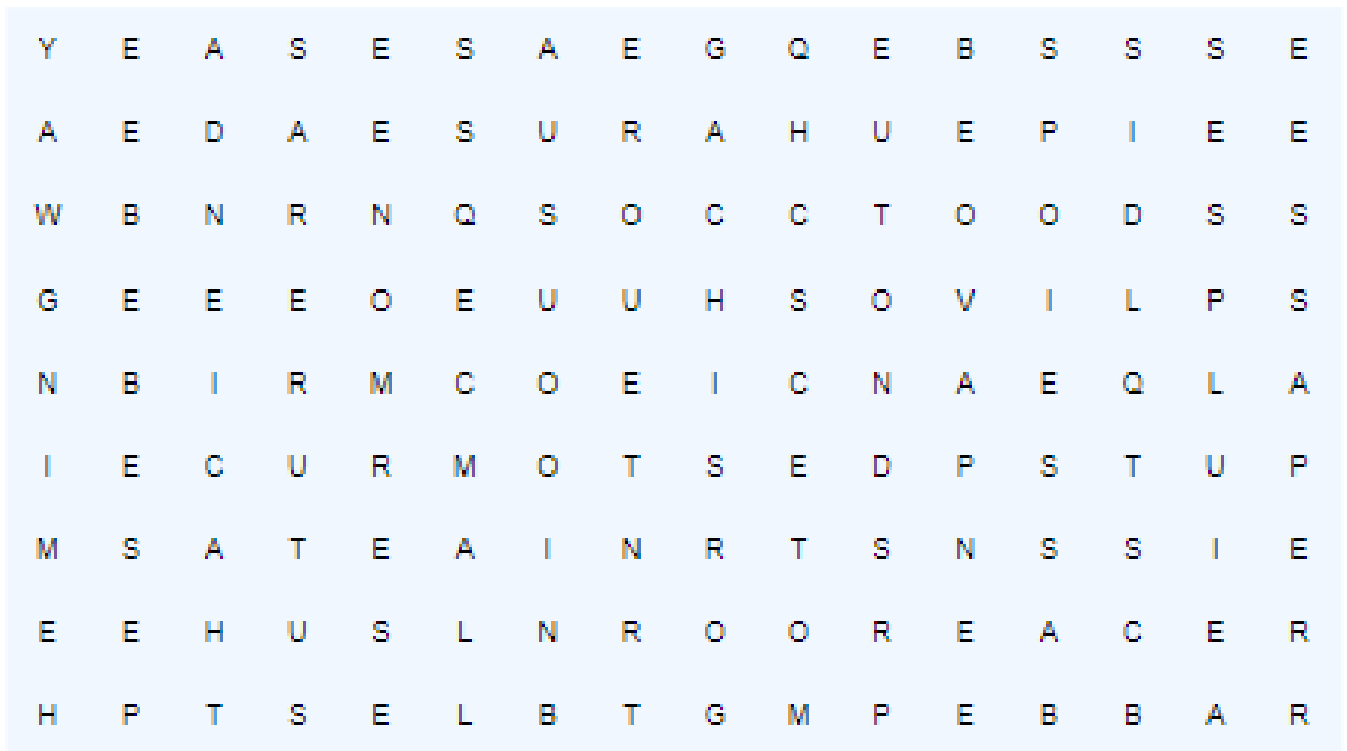 Y E A S E S A E G Q E B S S S E
A E D A E S U R A H U E P I E E
W B N R N Q S O C C T O O D S S
G E E E O E U U H S O V I L P S
N B I R M C O E I C N A E Q L A
I E C U R M O T S E D P S T U P
M S A T E A I N R T S N S S I E
E E H U S L N R O O R E A C E R
H P T S E L B T G M P E B B A R